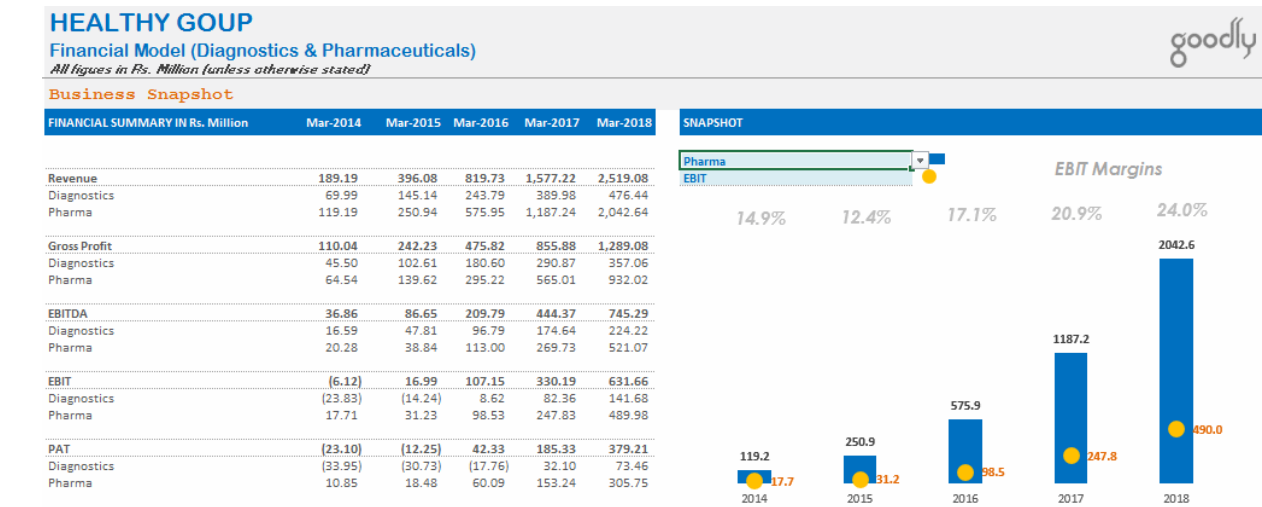 HEALTHY GOUP
Financial Model (Diagnostics & Pharmaceuticals)
All figues in Rs. Million (unless otherwise stated)
goodly
Business Snapshot
FINANCIAL SUMMARY IN Rs. Million Mar-2014 Mar-2015 Mar-2016 Mar-2017 Mar-2018
Revenue 189.19 396.08 819.73 1,577.22 2,519.08
Diagnostics 69.99 145.14 243.79 389.98 476.44
Pharma 119.19 250.94 575.95 1,187.24 2,042.64
Gross Profit 110.04 242.23 475.82 855.88 1,289.08
Diagnostics 45.50 102.61 180.60 290.87 357.06
Pharma 64.54 139.62 295.22 565.01 932.02
EBITDA 36.86 86.65 209.79 444.37 745.29
Diagnostics 16.59 47.81 96.79 174.64 224.22
Pharma 20.28 38.84 113.00 269.73 521.07
EBIT (6.12) 16.99 107.15 330.19 631.66
Diagnostics (23.83) (14.24) 8.62 82.36 141.68
Pharma 17.71 31.23 98.53 247.83 489.98
PAT (23.10) (12.25) 42.33 185.33 379.21
Diagnostics (33.95) (30.73) (17.76) 32.10 73.46
Pharma 10.85 18.48 60.09 153.24 305.75
SNAPSHOT
Pharma
EBIT
EBIT Margins
14.9% 12.4% 17.1% 20.9% 24.0%
2042.6
1187.2
575.9
250.9
119.2
490.0
247.8
98.5
31.2
17.7
2014 2015 2016 2017 2018